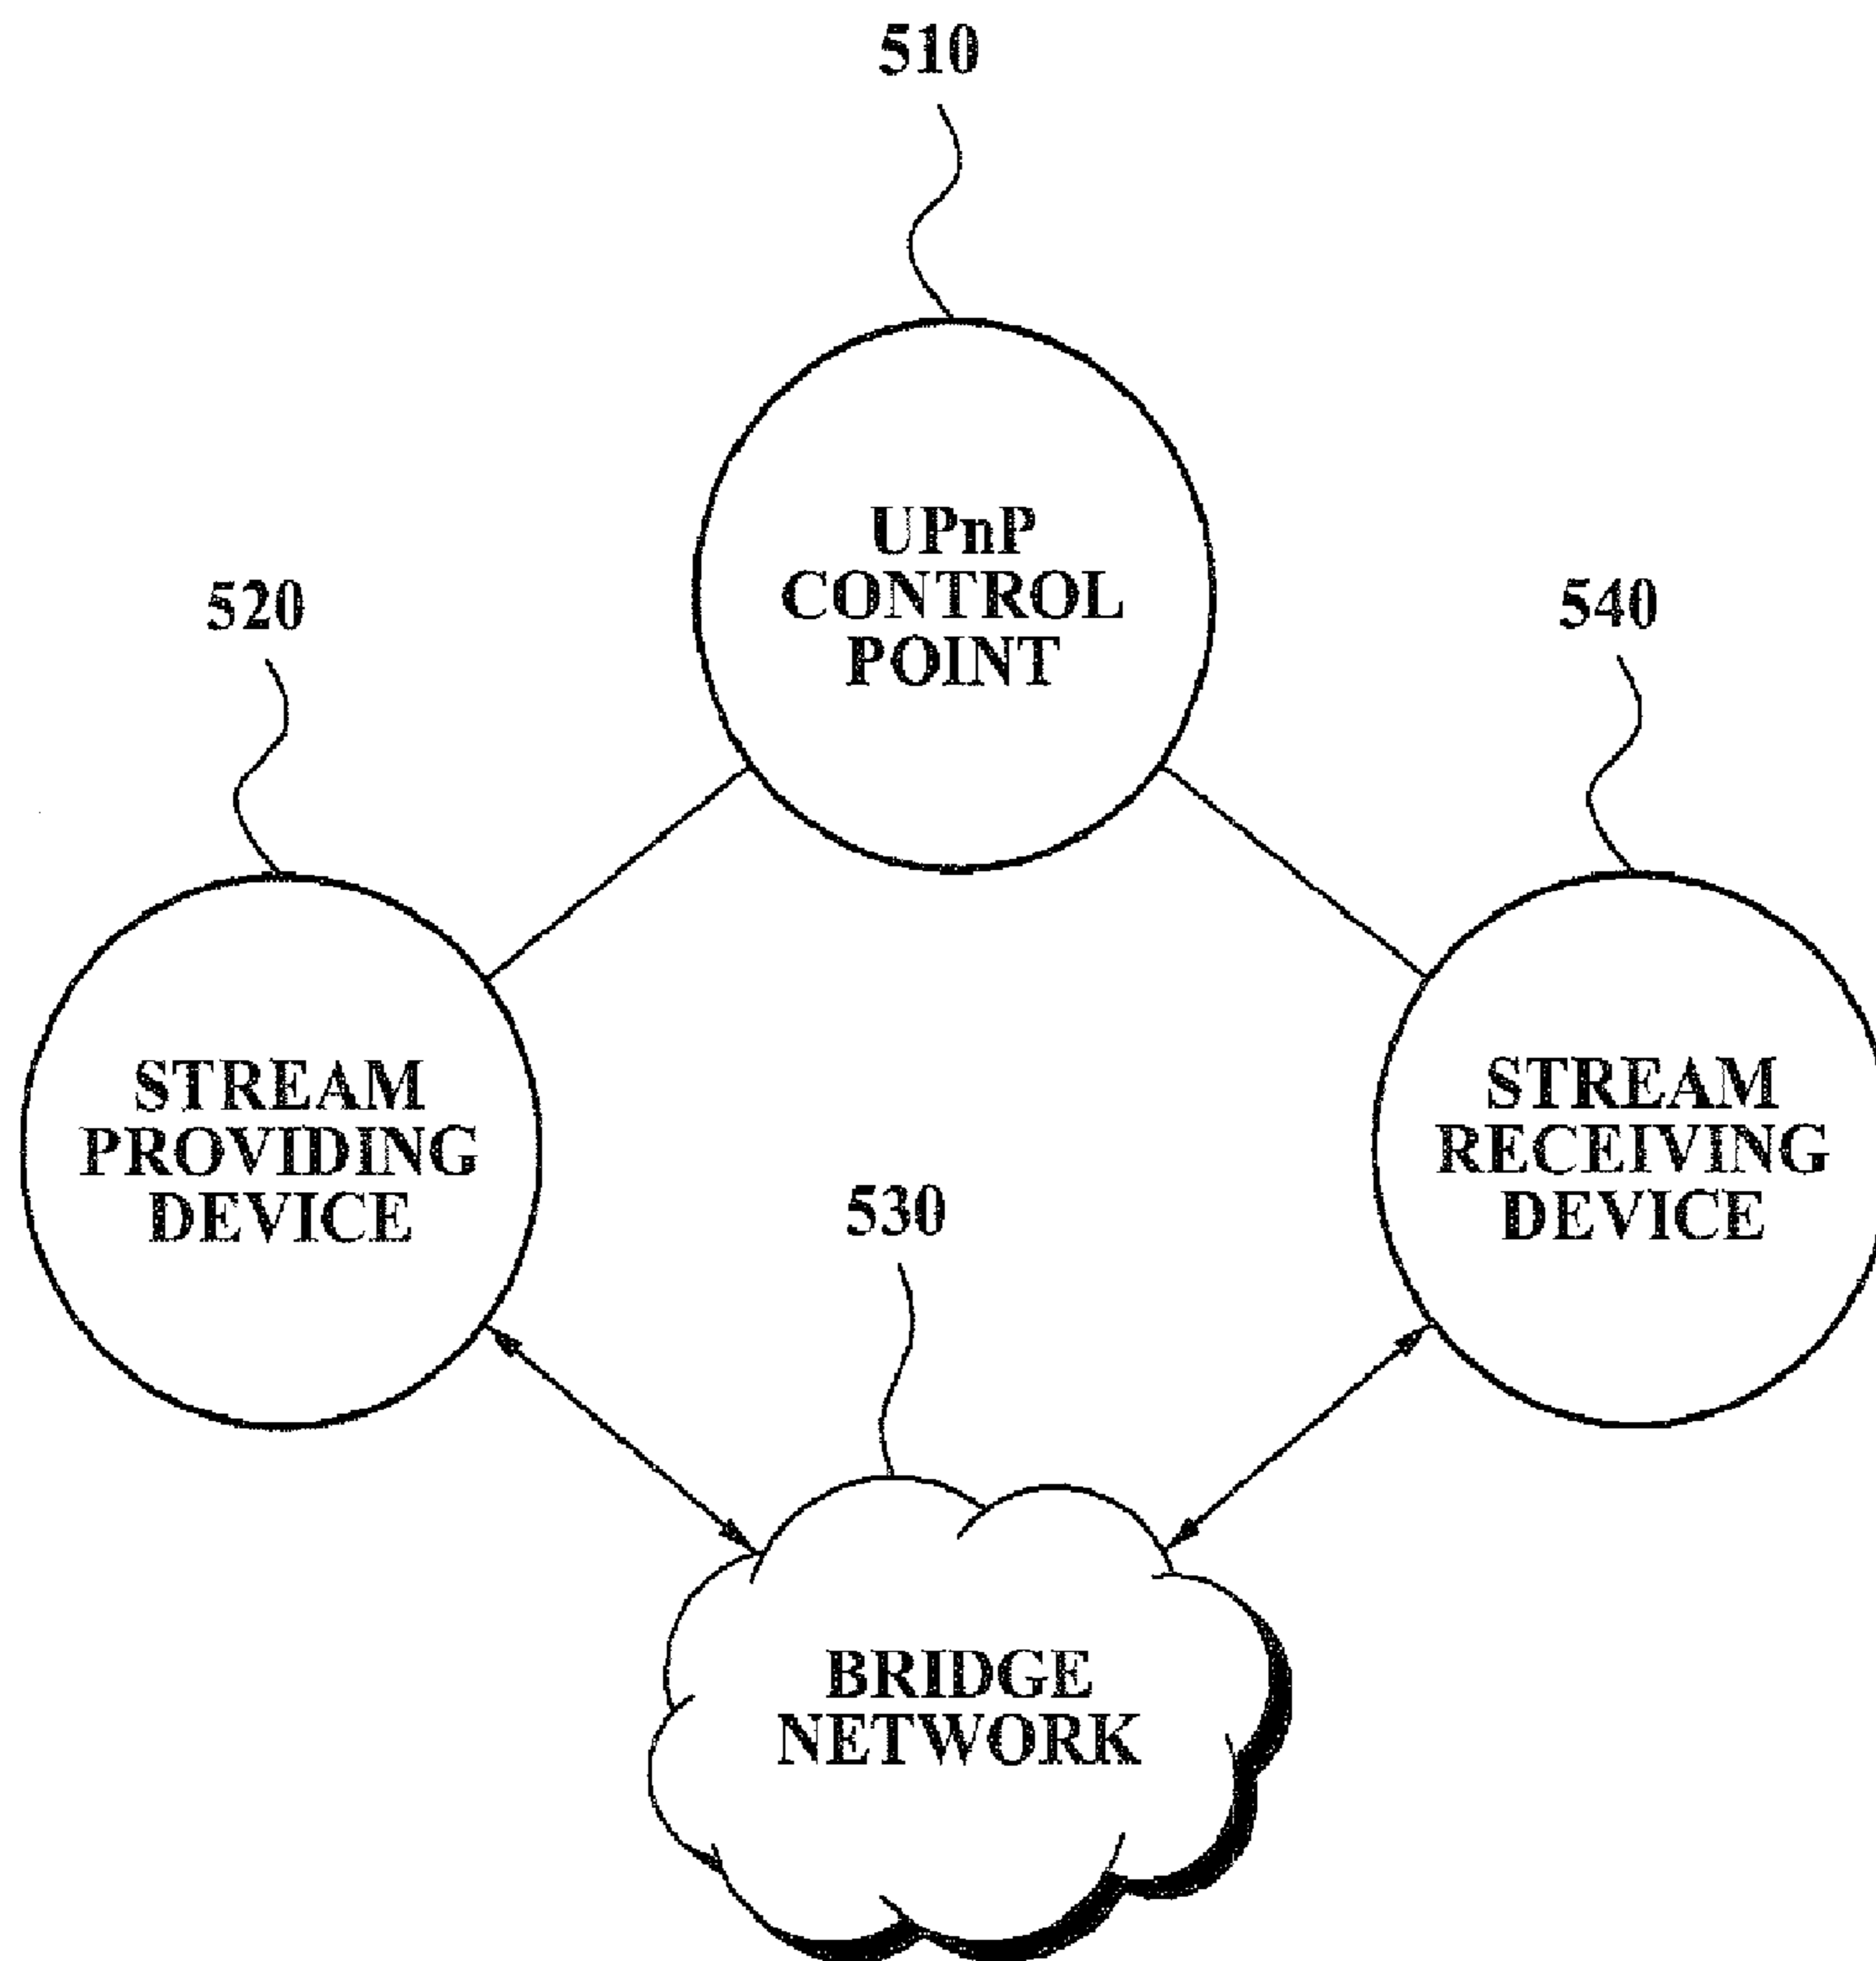 510
UPnP
CONTROL
POINT
520
540
STREAM
PROVIDING
DEVICE
STREAM
RECEIVING
DEVICE
530
BRIDGE
NETWORK